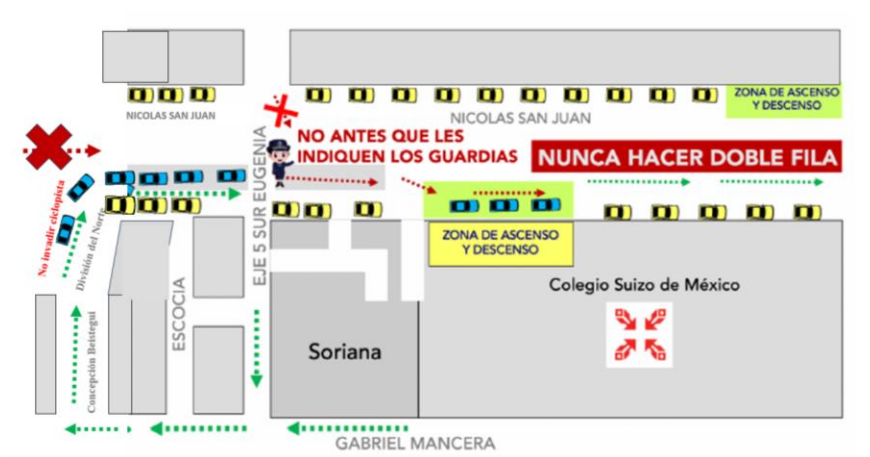 ZONA DE ASCENSO
Y DESCENSO
NICOLAS SAN JUAN
NICOLAS SAN JUAN
NO ANTES QUE LES
INDIQUEN LOS GUARDIAS
NUNCA HACER DOBLE FILA
EJE 5 SUR EUGENIA
No invadir ciclopista
División del Norte
ZONA DE ASCENSO
Y DESCENSO
Colegio Suizo de México
ESCOCIA
Concepción Beistegui
Soriana
GABRIEL MANCERA